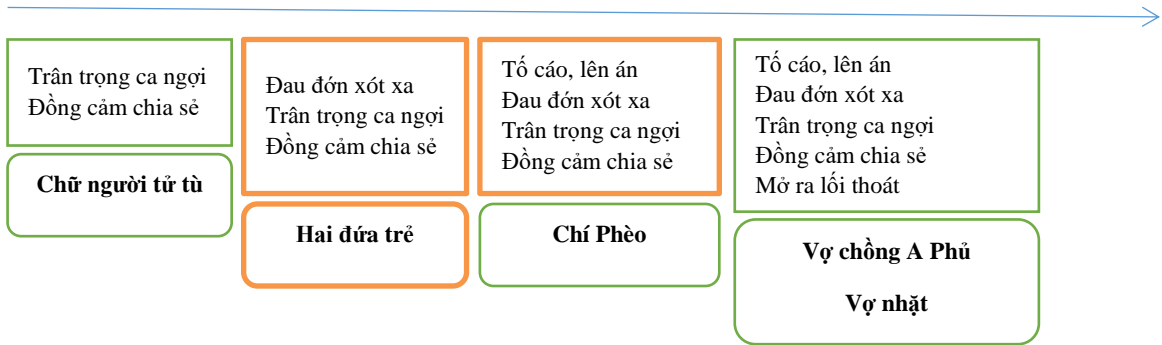 Trân trọng ca ngợi
Đồng cảm chia sẻ
Chữ người tử tù
Đau đớn xót xa
Trân trọng ca ngợi
Đồng cảm chia sẻ
Hai đứa trẻ
Tố cáo, lên án
Đau đớn xót xa
Trân trọng ca ngợi
Đồng cảm chia sẻ
Chí Phèo
Tố cáo, lên án
Đau đớn xót xa
Trân trọng ca ngợi
Đồng cảm chia sẻ
Mở ra lối thoát
Vợ chồng A Phủ
Vợ nhặt